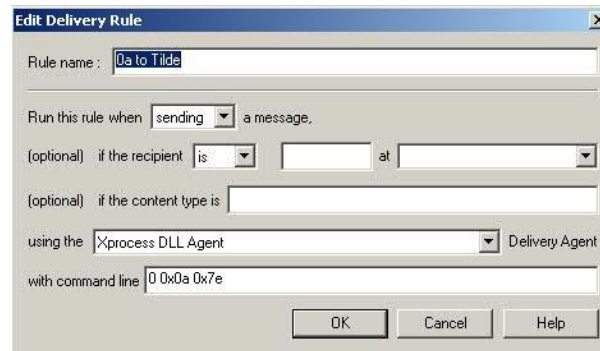 Edit Delivery Rule
Rule name : 0a to Tilde
Run this rule when sending a message,
(optional) if the recipient is at
(optional) if the content type is
using the Xprocess DLL Agent Delivery Agent
with command line 0 0x0a 0x7e
OK Cancel Help